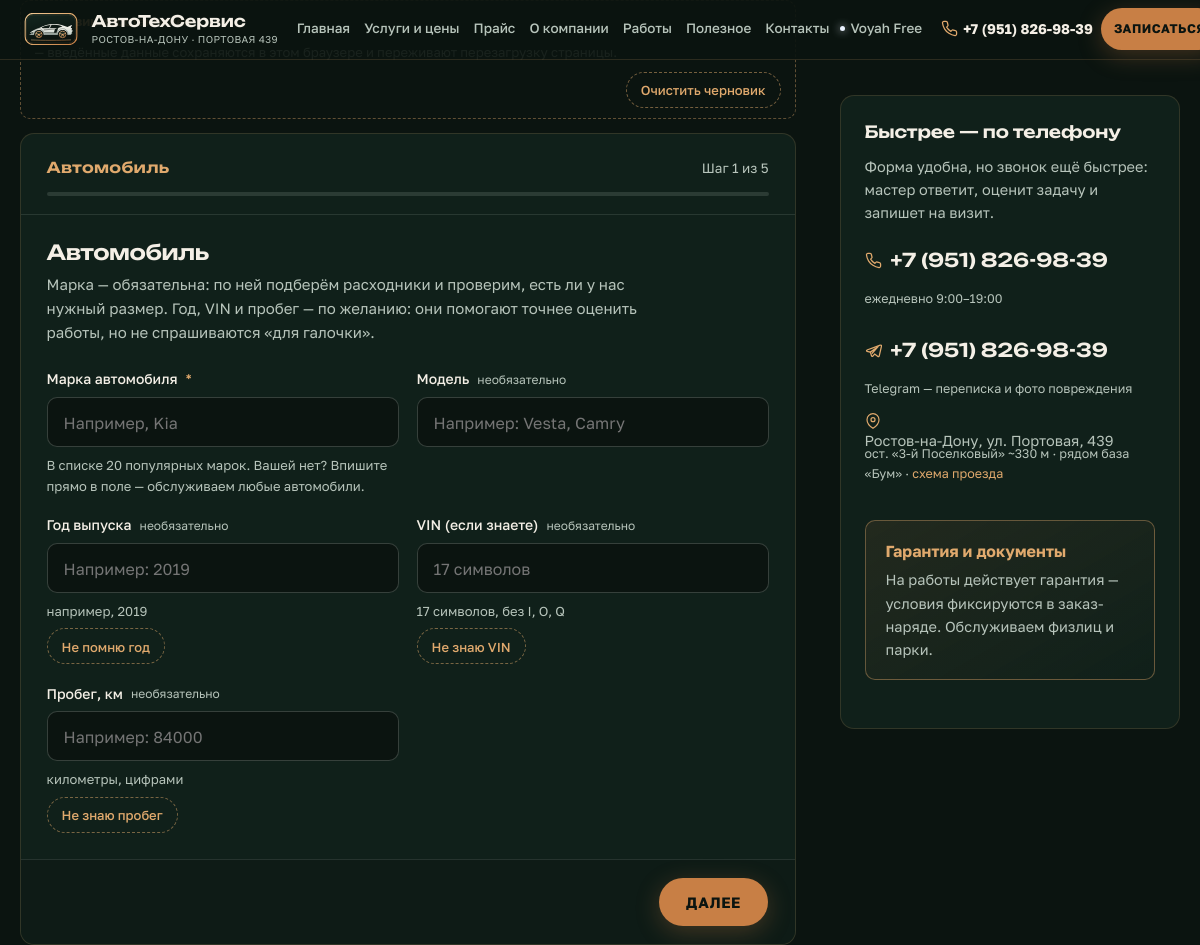 АвтоТехСервис
РОСТОВ-НА-ДОНУ · ПОРТОВАЯ 439
Главная Услуги и цены Прайс О компании Работы Полезное Контакты Voyah Free
+7 (951) 826-98-39
ЗАПИСАТЬС
— введённые данные сохраняются в этом браузере и переживают перезагрузку страницы.
Очистить черновик
Автомобиль
Шаг 1 из 5
Автомобиль
Марка — обязательна: по ней подберём расходники и проверим, есть ли у нас
нужный размер. Год, VIN и пробег — по желанию: они помогают точнее оценить
работы, но не спрашиваются «для галочки».
Марка автомобиля *
Например, Kia
В списке 20 популярных марок. Вашей нет? Впишите
прямо в поле — обслуживаем любые автомобили.
Модель необязательно
Например: Vesta, Camry
Год выпуска необязательно
Например: 2019
например, 2019
Не помню год
VIN (если знаете) необязательно
17 символов
17 символов, без I, O, Q
Не знаю VIN
Пробег, км необязательно
Например: 84000
километры, цифрами
Не знаю пробег
ДАЛЕЕ
Быстрее — по телефону
Форма удобна, но звонок ещё быстрее:
мастер ответит, оценит задачу и
запишет на визит.
+7 (951) 826-98-39
ежедневно 9:00–19:00
+7 (951) 826-98-39
Telegram — переписка и фото повреждения
Ростов-на-Дону, ул. Портовая, 439
ост. «3-й Поселковый» ~330 м · рядом база
«Бум» · схема проезда
Гарантия и документы
На работы действует гарантия —
условия фиксируются в заказ-
наряде. Обслуживаем физлиц и
парки.